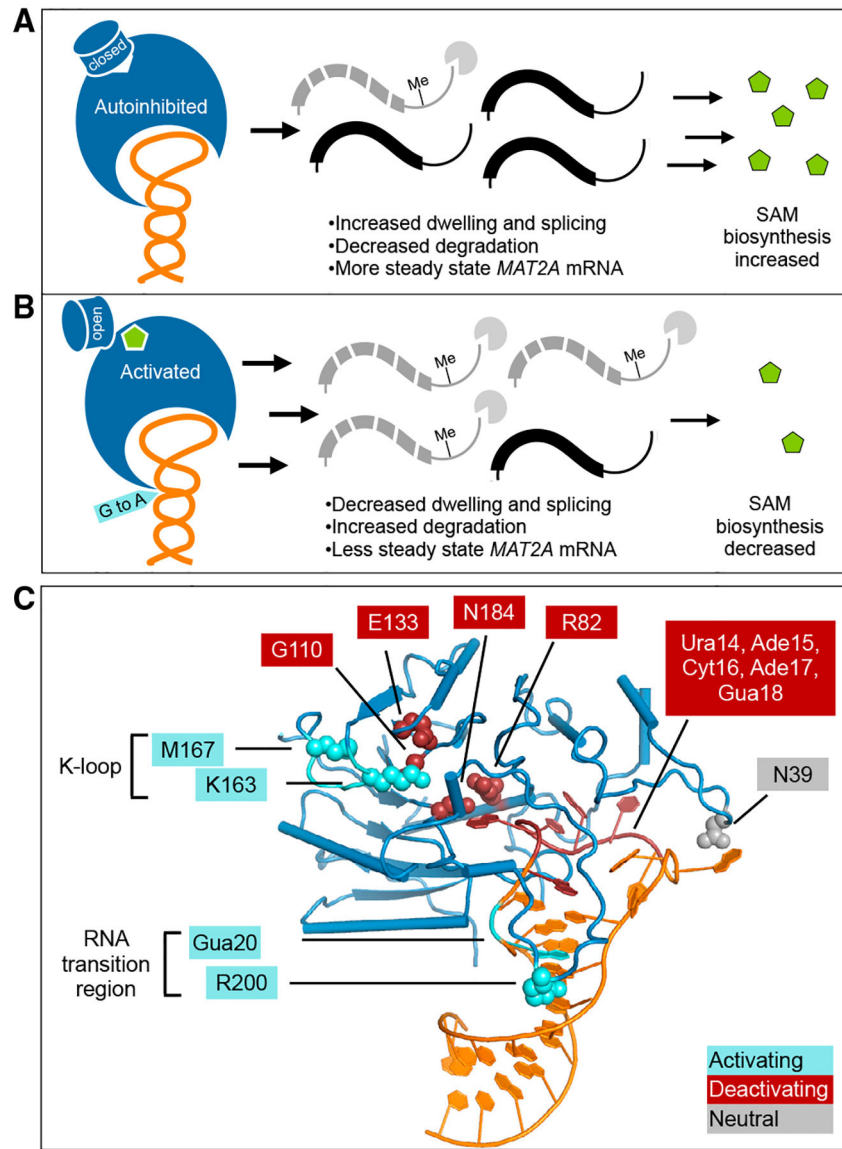 A
closed
Autoinhibited
Me
•Increased dwelling and splicing
•Decreased degradation
•More steady state MAT2A mRNA
SAM
biosynthesis
increased
B
open
Activated
G to A
Me
Me
Me
•Decreased dwelling and splicing
•Increased degradation
•Less steady state MAT2A mRNA
SAM
biosynthesis
decreased
C
G110
E133
N184
R82
Ura14, Ade15,
Cyt16, Ade17,
Gua18
K-loop
M167
K163
N39
RNA
transition
region
Gua20
R200
Activating
Deactivating
Neutral